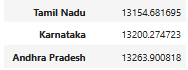 Tamil Nadu 13154.681695
Karnataka 13200.274723
Andhra Pradesh 13263.900818